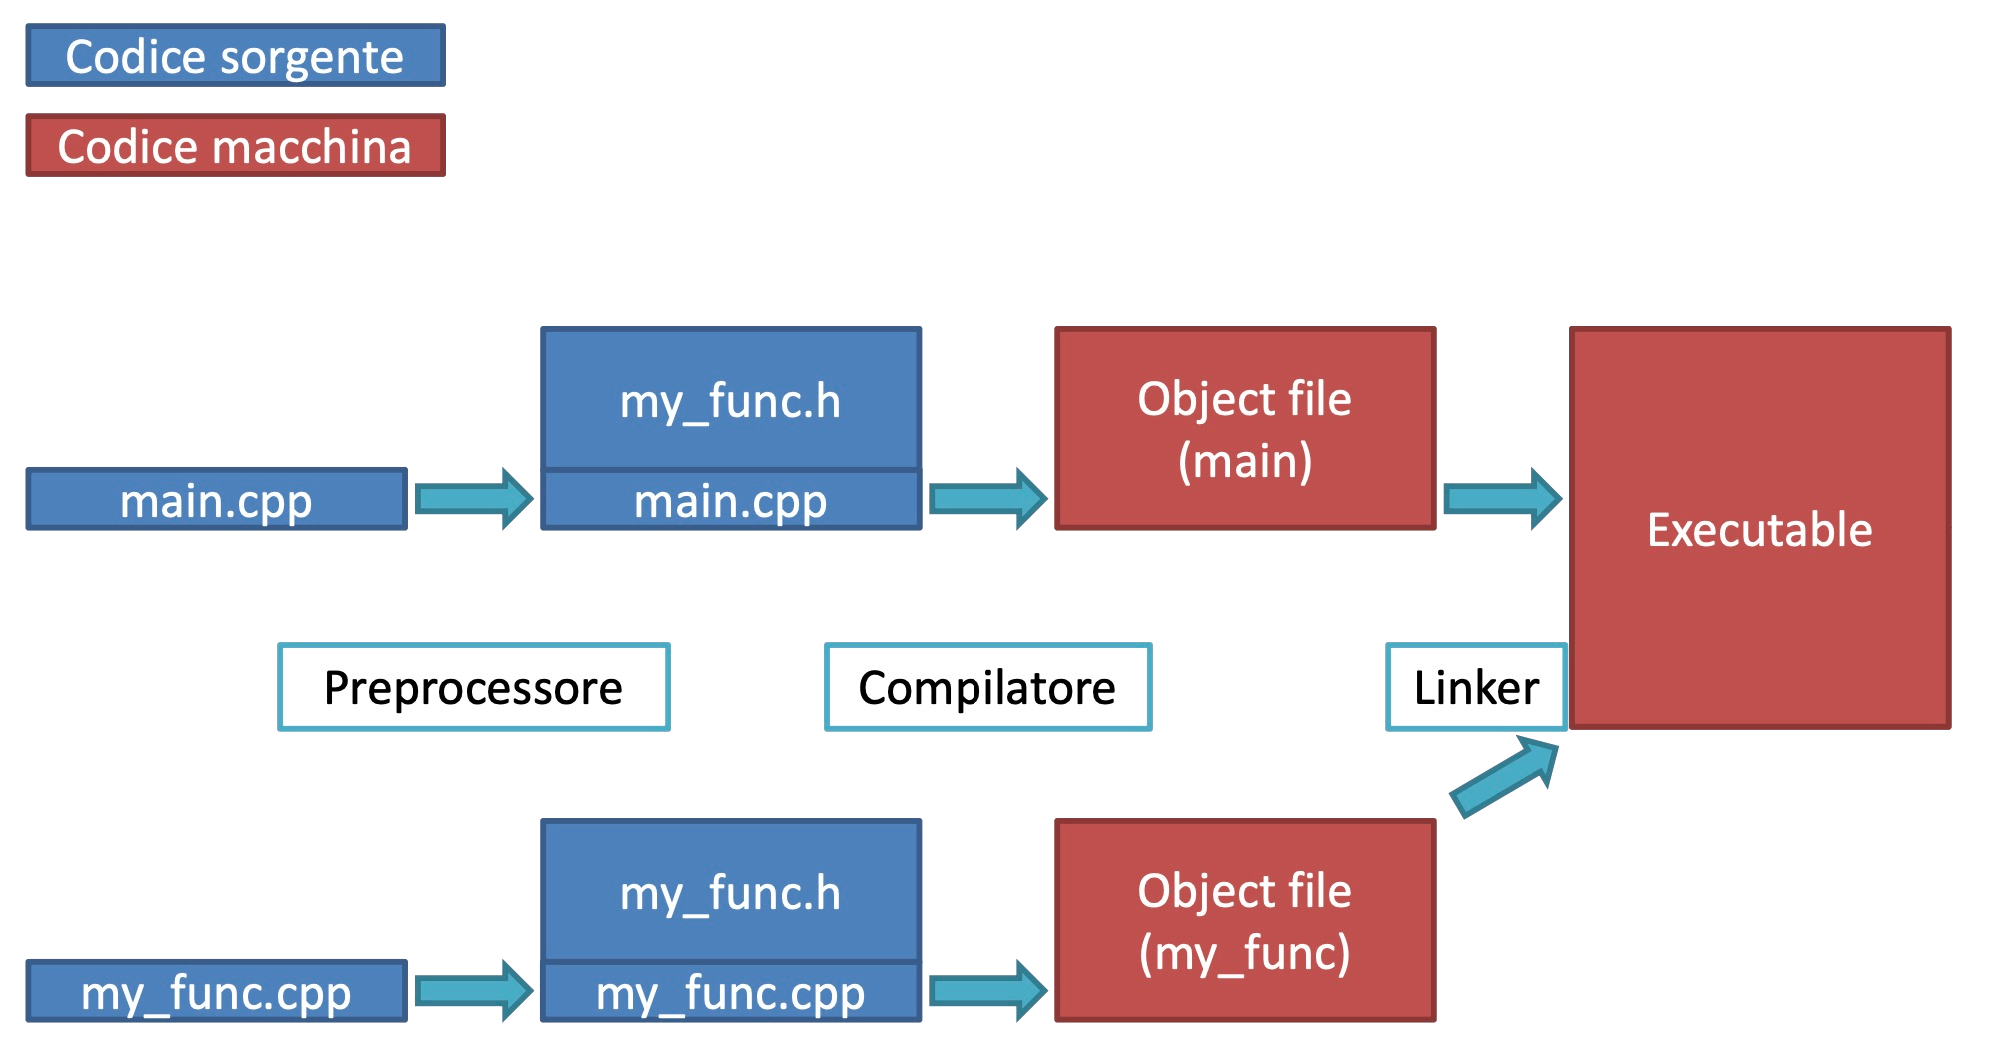 Codice sorgente
Codice macchina
my_func.h
main.cpp
main.cpp
Object file
(main)
Executable
Preprocessore
Compilatore
Linker
my_func.h
my_func.cpp
my_func.cpp
Object file
(my_func)